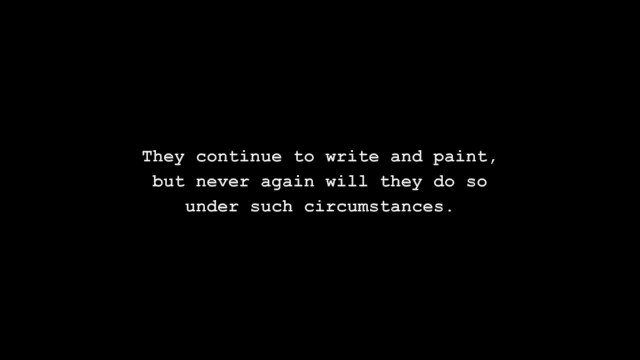 They continue to write and paint,
but never again will they do so
under such circumstances.